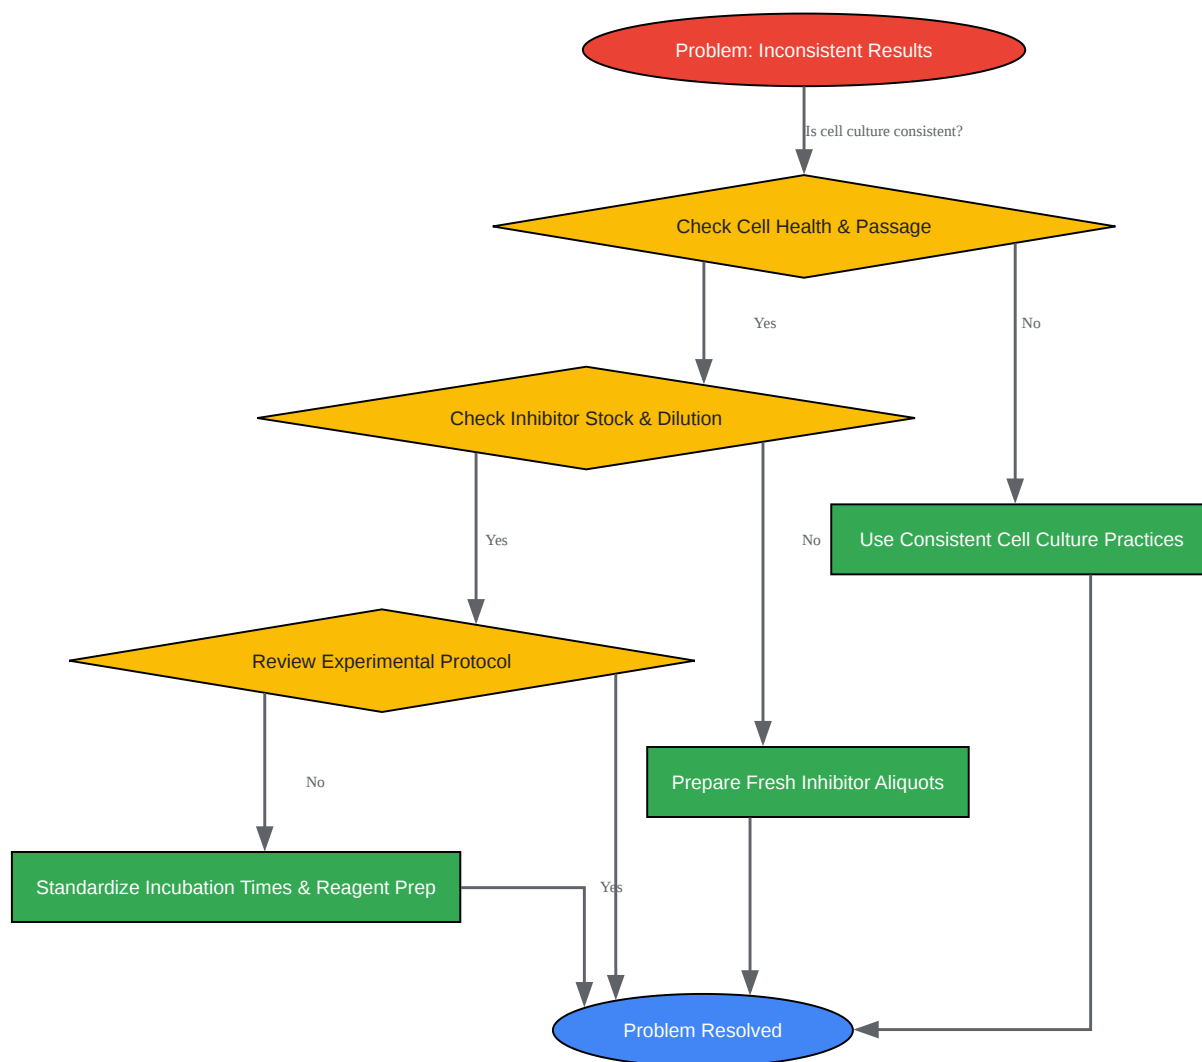 Problem: Inconsistent Results
Is cell culture consistent?
Check Cell Health & Passage
Yes
No
Check Inhibitor Stock & Dilution
Yes
No
Use Consistent Cell Culture Practices
Review Experimental Protocol
No
Prepare Fresh Inhibitor Aliquots
Standardize Incubation Times & Reagent Prep
Yes
Problem Resolved